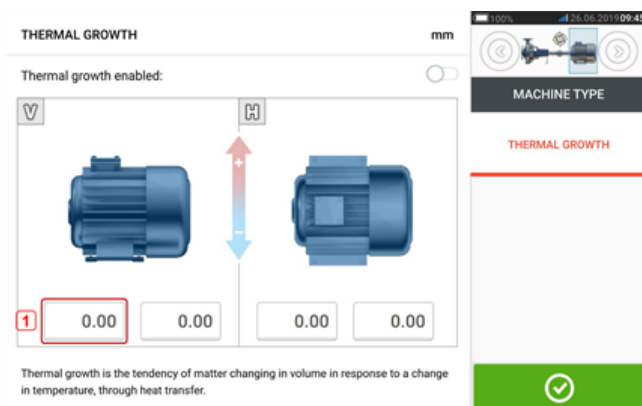 THERMAL GROWTH mm
Thermal growth enabled:
V H
+
-
1 0.00 0.00 0.00 0.00
Thermal growth is the tendency of matter changing in volume in response to a change
in temperature, through heat transfer.
100% 26.06.2019 09:45
MACHINE TYPE
THERMAL GROWTH